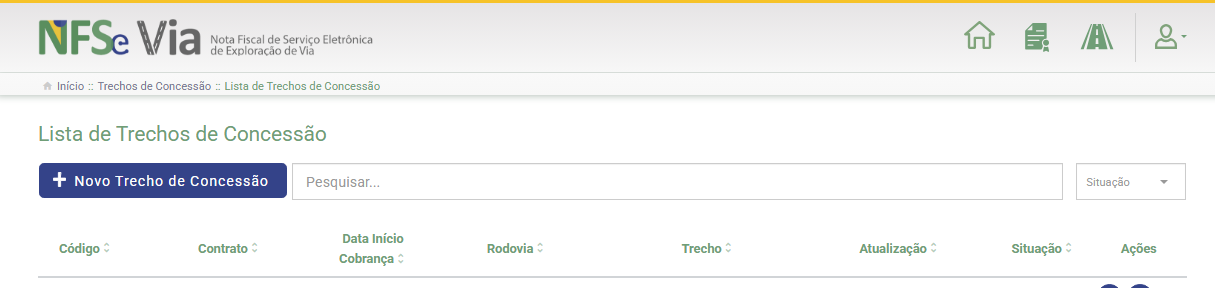 NFSe Via Nota Fiscal de Serviço Eletrônica
de Exploração de Via
Início :: Trechos de Concessão :: Lista de Trechos de Concessão
Lista de Trechos de Concessão
+ Novo Trecho de Concessão Pesquisar... Situação
Código Contrato Data Início Cobrança Rodovia Trecho Atualização Situação Ações